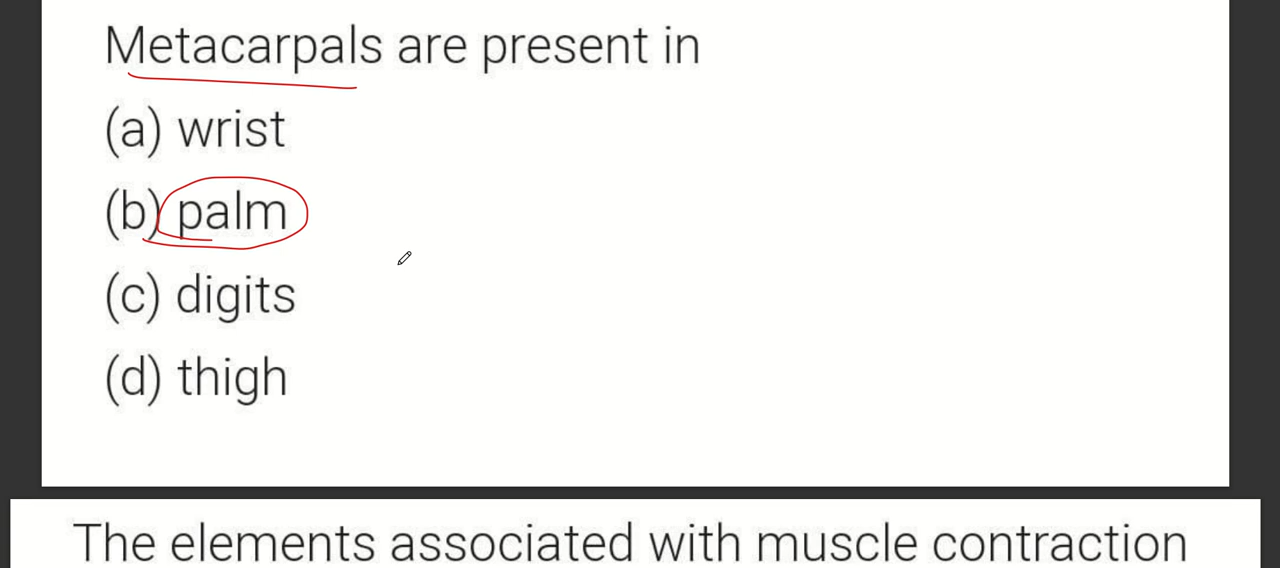 Metacarpals are present in
(a) wrist
(b) palm
(c) digits
(d) thigh
The elements associated with muscle contraction